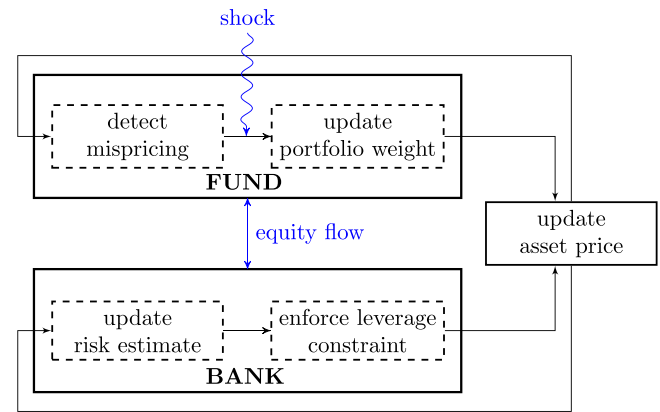 shock
detect
mispricing
update
portfolio weight
FUND
equity flow
update
asset price
update
risk estimate
enforce leverage
constraint
BANK